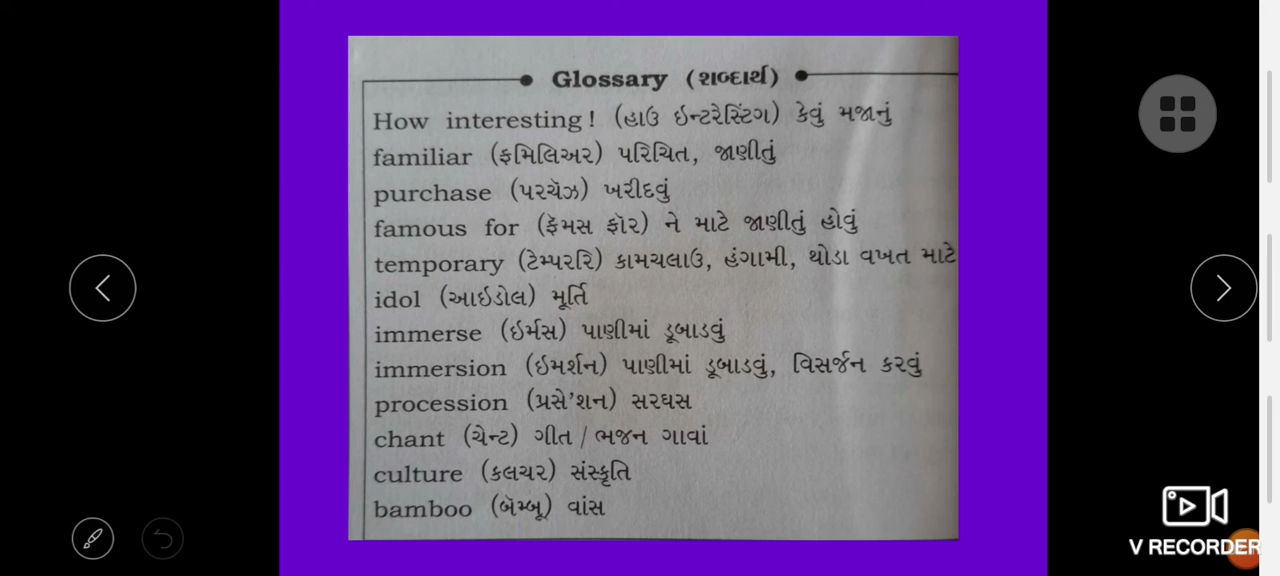 Glossary (શબ્દાર્થ)
How interesting! (હાઉ ઇન્ટરેસ્ટિંગ) કેવું મજાનું
familiar (ફમિલિઅર) પરિચિત, જાણીતું
purchase (પરચૅઝ) ખરીદવું
famous for (ફૅમસ ફૉર) ને માટે જાણીતું હોવું
temporary (ટેમ્પરરિ) કામચલાઉ, હંગામી, થોડા વખત માટે
idol (આઇડોલ) મૂર્તિ
immerse (ઇર્મસ) પાણીમાં ડૂબાડવું
immersion (ઇમર્શન) પાણીમાં ડૂબાડવું, વિસર્જન કરવું
procession (પ્રસે'શન) સરઘસ
chant (ચેન્ટ) ગીત / ભજન ગાવાં
culture (કલચર) સંસ્કૃતિ
bamboo (બૅમ્બૂ) વાંસ
V RECORDER